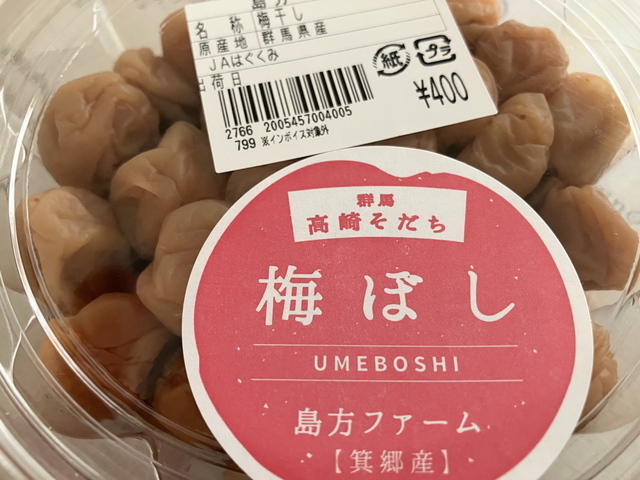 島方
名 称 梅干し
原産地 群馬県産
JAはぐくみ
出荷日
紙 プラ
¥400
2766 2005457004005
799 ※インボイス対象外
群馬
高崎そだち
梅ぼし
UMEBOSHI
島方ファーム
【箕郷産】